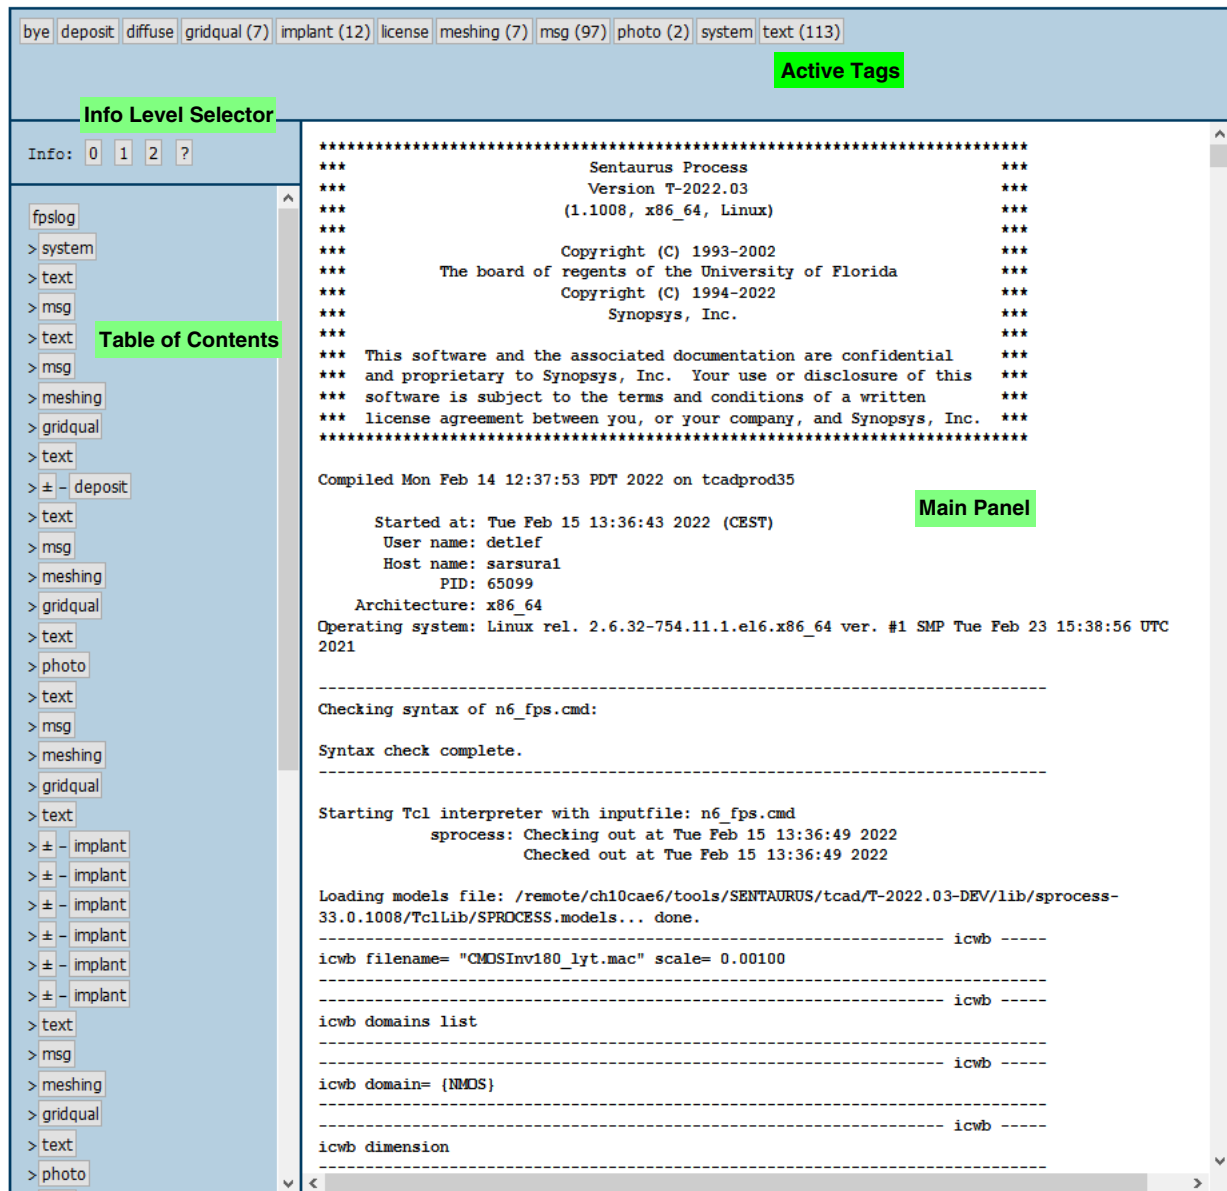 bye deposit diffuse gridqual (7) implant (12) license meshing (7) msg (97) photo (2) system text (113)
Active Tags
Info Level Selector
Info: 0 1 2 ?
fpslog
> system
> text
> msg
> text
Table of Contents
> msg
> meshing
> gridqual
> text
> ± – deposit
> text
> msg
> meshing
> gridqual
> text
> photo
> text
> msg
> meshing
> gridqual
> text
> ± – implant
> ± – implant
> ± – implant
> ± – implant
> ± – implant
> ± – implant
> text
> msg
> meshing
> gridqual
> text
> photo
****************************************************************************
*** Sentaurus Process ***
*** Version T-2022.03 ***
*** (1.1008, x86_64, Linux) ***
*** ***
*** Copyright (C) 1993-2002 ***
*** The board of regents of the University of Florida ***
*** Copyright (C) 1994-2022 ***
*** Synopsys, Inc. ***
*** ***
*** This software and the associated documentation are confidential ***
*** and proprietary to Synopsys, Inc. Your use or disclosure of this ***
*** software is subject to the terms and conditions of a written ***
*** license agreement between you, or your company, and Synopsys, Inc. ***
****************************************************************************
Compiled Mon Feb 14 12:37:53 PDT 2022 on tcadprod35
Main Panel
Started at: Tue Feb 15 13:36:43 2022 (CEST)
User name: detlef
Host name: sarsura1
PID: 65099
Architecture: x86_64
Operating system: Linux rel. 2.6.32-754.11.1.el6.x86_64 ver. #1 SMP Tue Feb 23 15:38:56 UTC
2021
------------------------------------------------------------------------------
Checking syntax of n6_fps.cmd:
Syntax check complete.
------------------------------------------------------------------------------
Starting Tcl interpreter with inputfile: n6_fps.cmd
sprocess: Checking out at Tue Feb 15 13:36:49 2022
Checked out at Tue Feb 15 13:36:49 2022
Loading models file: /remote/ch10cae6/tools/SENTAURUS/tcad/T-2022.03-DEV/lib/sprocess-
33.0.1008/TclLib/SPROCESS.models... done.
------------------------------------------------------------------- icwb -----
icwb filename= "CMOSInv180_lyt.mac" scale= 0.00100
------------------------------------------------------------------------------
------------------------------------------------------------------- icwb -----
icwb domains list
------------------------------------------------------------------------------
------------------------------------------------------------------- icwb -----
icwb domain= {NMOS}
------------------------------------------------------------------------------
------------------------------------------------------------------- icwb -----
icwb dimension
------------------------------------------------------------------------------